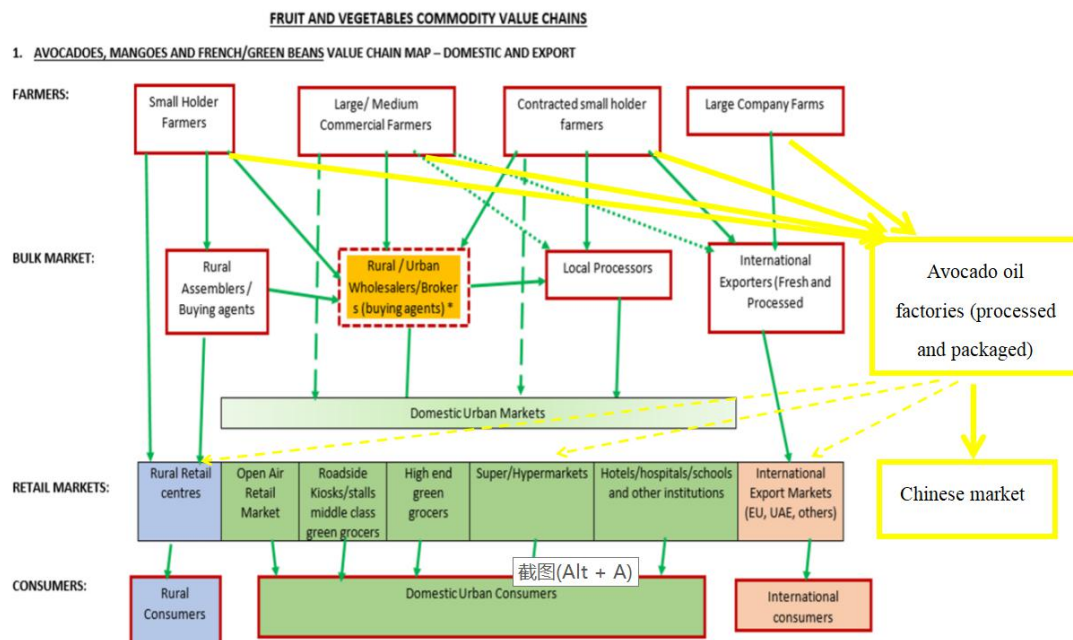 FRUIT AND VEGETABLES COMMODITY VALUE CHAINS
1. AVOCADOES, MANGOES AND FRENCH/GREEN BEANS VALUE CHAIN MAP – DOMESTIC AND EXPORT
FARMERS:
Small Holder
Farmers
Large/ Medium
Commercial Farmers
Contracted small holder
farmers
Large Company Farms
BULK MARKET:
Rural
Assemblers/
Buying agents
Rural / Urban
Wholesalers/Broker
s (buying agents) *
Local Processors
International
Exporters (Fresh and
Processed
Avocado oil
factories (processed
and packaged)
Domestic Urban Markets
RETAIL MARKETS:
Rural Retail
centres
Open Air
Retail
Market
Roadside
Kiosks/stalls
middle class
green grocers
High end
green
grocers
Super/Hypermarkets
Hotels/hospitals/schools
and other institutions
International
Export Markets
(EU, UAE, others)
Chinese market
截图(Alt + A)
CONSUMERS:
Rural
Consumers
Domestic Urban Consumers
International
consumers